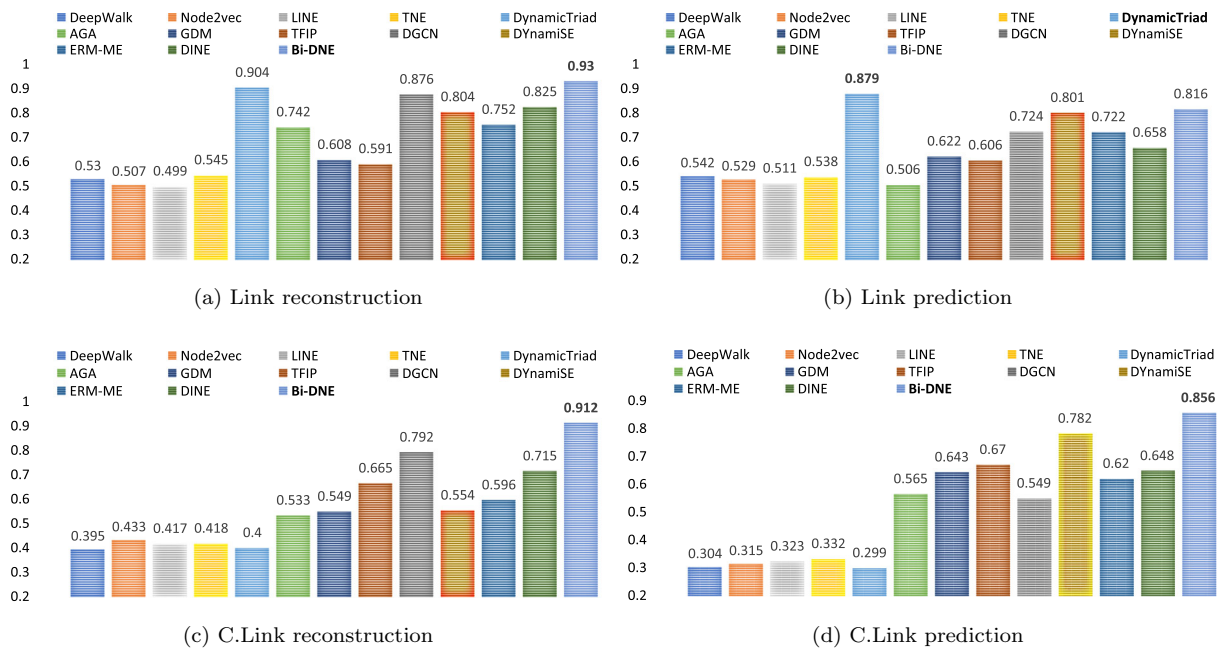 DeepWalk Node2vec LINE TNE DynamicTriad
AGA GDM TFIP DGCN DYnamiSE
ERM-ME DINE Bi-DNE
1
0.9
0.8
0.7
0.6
0.5
0.4
0.3
0.2
0.53 0.507 0.499 0.545 0.904 0.742 0.608 0.591 0.876 0.804 0.752 0.825 0.93
(a) Link reconstruction
DeepWalk Node2vec LINE TNE DynamicTriad
AGA GDM TFIP DGCN DYnamiSE
ERM-ME DINE Bi-DNE
1
0.9
0.8
0.7
0.6
0.5
0.4
0.3
0.2
0.542 0.529 0.511 0.538 0.879 0.506 0.622 0.606 0.724 0.801 0.722 0.658 0.816
(b) Link prediction
DeepWalk Node2vec LINE TNE DynamicTriad
AGA GDM TFIP DGCN DYnamiSE
ERM-ME DINE Bi-DNE
1
0.9
0.8
0.7
0.6
0.5
0.4
0.3
0.2
0.395 0.433 0.417 0.418 0.4 0.533 0.549 0.665 0.792 0.554 0.596 0.715 0.912
(c) C.Link reconstruction
DeepWalk Node2vec LINE TNE DynamicTriad
AGA GDM TFIP DGCN DYnamiSE
ERM-ME DINE Bi-DNE
0.9
0.8
0.7
0.6
0.5
0.4
0.3
0.2
0.304 0.315 0.323 0.332 0.299 0.565 0.643 0.67 0.549 0.782 0.62 0.648 0.856
(d) C.Link prediction